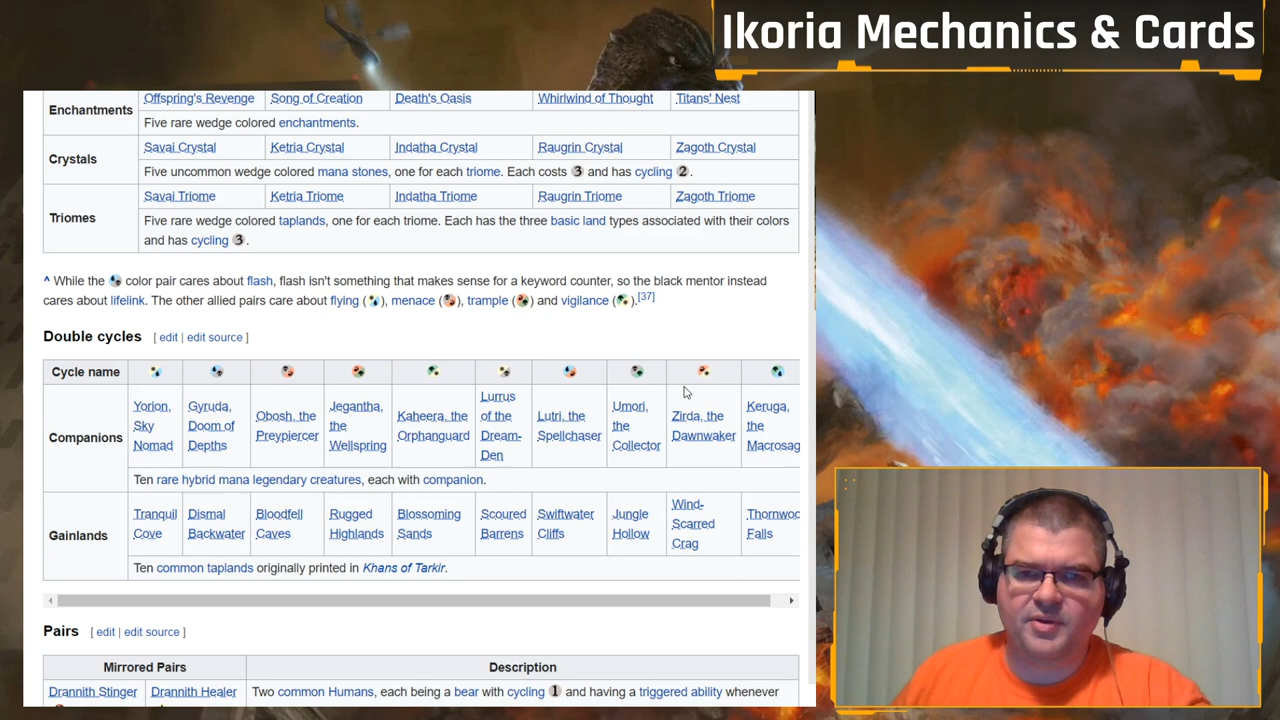 Ikoria Mechanics & Cards
Enchantments
Offspring's Revenge Song of Creation Death's Oasis Whirlwind of Thought Titans' Nest
Five rare wedge colored enchantments.
Crystals
Savai Crystal Ketria Crystal Indatha Crystal Raugrin Crystal Zagoth Crystal
Five uncommon wedge colored mana stones, one for each triome. Each costs 3 and has cycling 2.
Triomes
Savai Triome Ketria Triome Indatha Triome Raugrin Triome Zagoth Triome
Five rare wedge colored taplands, one for each triome. Each has the three basic land types associated with their colors
and has cycling 3.
^ While the color pair cares about flash, flash isn't something that makes sense for a keyword counter, so the black mentor instead
cares about lifelink. The other allied pairs care about flying ( ), menace ( ), trample ( ) and vigilance ( ).[37]
Double cycles [ edit | edit source ]
Cycle name
Companions
Yorion,
Sky
Nomad
Gyruda,
Doom of
Depths
Obosh, the
Preypiercer
Jegantha,
the
Wellspring
Kaheera, the
Orphanguard
Lurrus
of the
Dream-
Den
Lutri, the
Spellchaser
Umori,
the
Collector
Zirda, the
Dawnwaker
Keruga,
the
Macrosag
Ten rare hybrid mana legendary creatures, each with companion.
Gainlands
Tranquil
Cove
Dismal
Backwater
Bloodfell
Caves
Rugged
Highlands
Blossoming
Sands
Scoured
Barrens
Swiftwater
Cliffs
Jungle
Hollow
Wind-
Scarred
Crag
Thornwoo
Falls
Ten common taplands originally printed in Khans of Tarkir.
Pairs [ edit | edit source ]
Mirrored Pairs Description
Drannith Stinger Drannith Healer Two common Humans, each being a bear with cycling 1 and having a triggered ability whenever